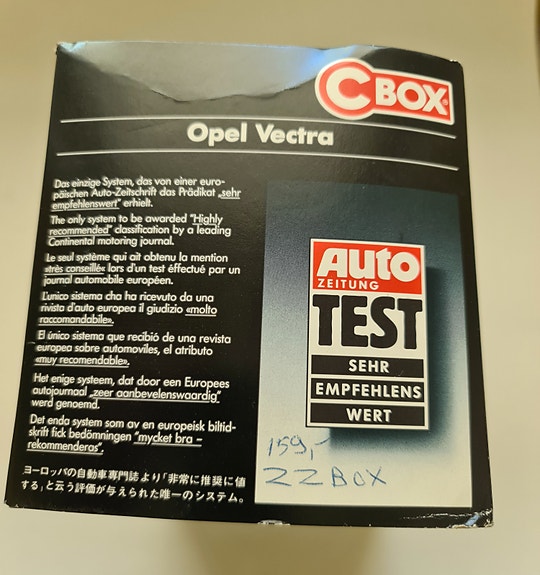 CBOX®
Opel Vectra
Das einzige System, das von einer euro-
päischen Auto-Zeitschrift das Prädikat „sehr
empfehlenswert" erhielt.
The only system to be awarded "Highly
recommended" classification by a leading
Continental motoring journal.
Le seul système qui ait obtenu la mention
«très conseillé« lors d'un test effectué par un
journal automobile européen.
L'unico sistema cha ha ricevuto da una
rivista d'auto europea il giudizio «molto
raccomandabile».
El único sistema que recibió de una revista
europea sobre automoviles, el atributo
«muy recomendable».
Het enige systeem, dat door een Europees
autojournaal „zeer aanbevelenswaardig"
werd genoemd.
Det enda system som av en europeisk biltid-
skrift fick bedömningen "mycket bra –
rekommenderas".
ヨーロッパの自動車専門誌より「非常に推奨に値
する」と云う評価が与えられた唯一のシステム。
Auto
ZEITUNG
TEST
SEHR
EMPFEHLENS
WERT
159,-
ZZBOX